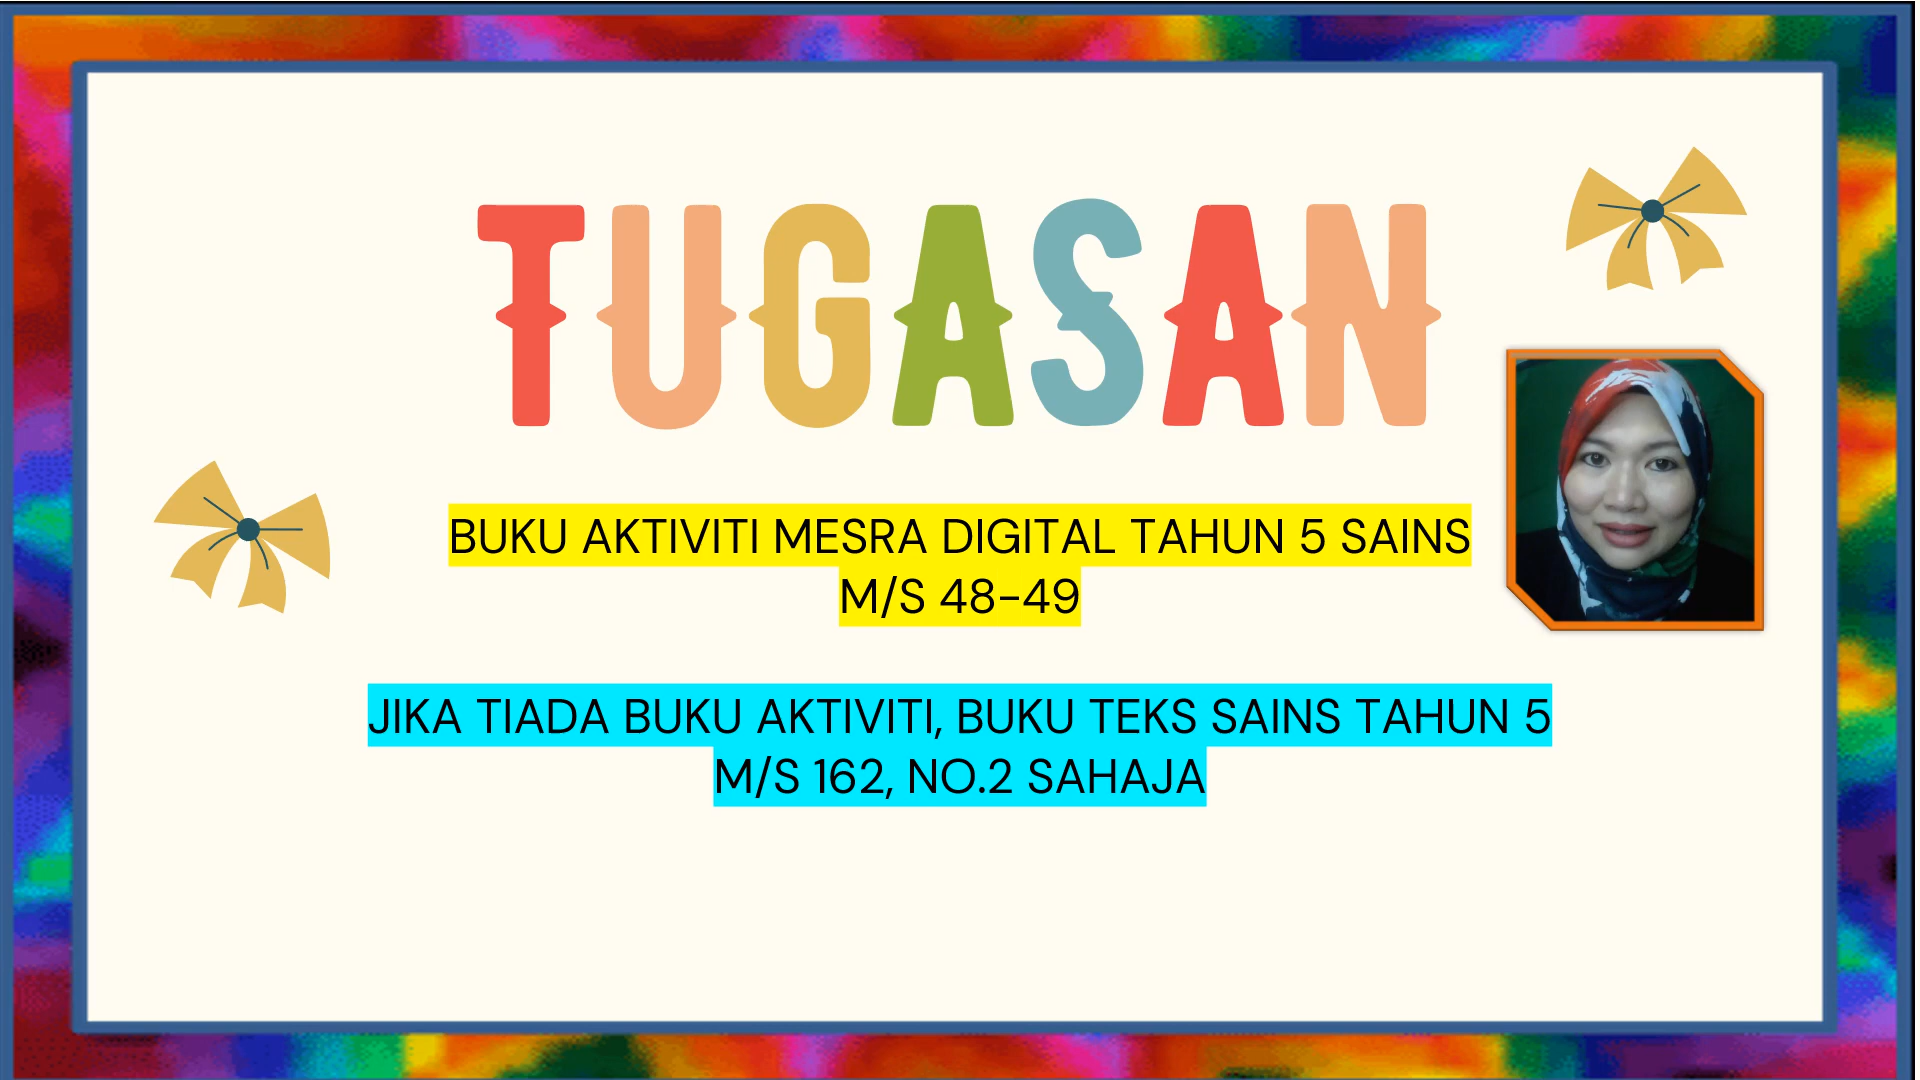 TUGASAN
BUKU AKTIVITI MESRA DIGITAL TAHUN 5 SAINS
M/S 48-49
JIKA TIADA BUKU AKTIVITI, BUKU TEKS SAINS TAHUN 5
M/S 162, NO.2 SAHAJA